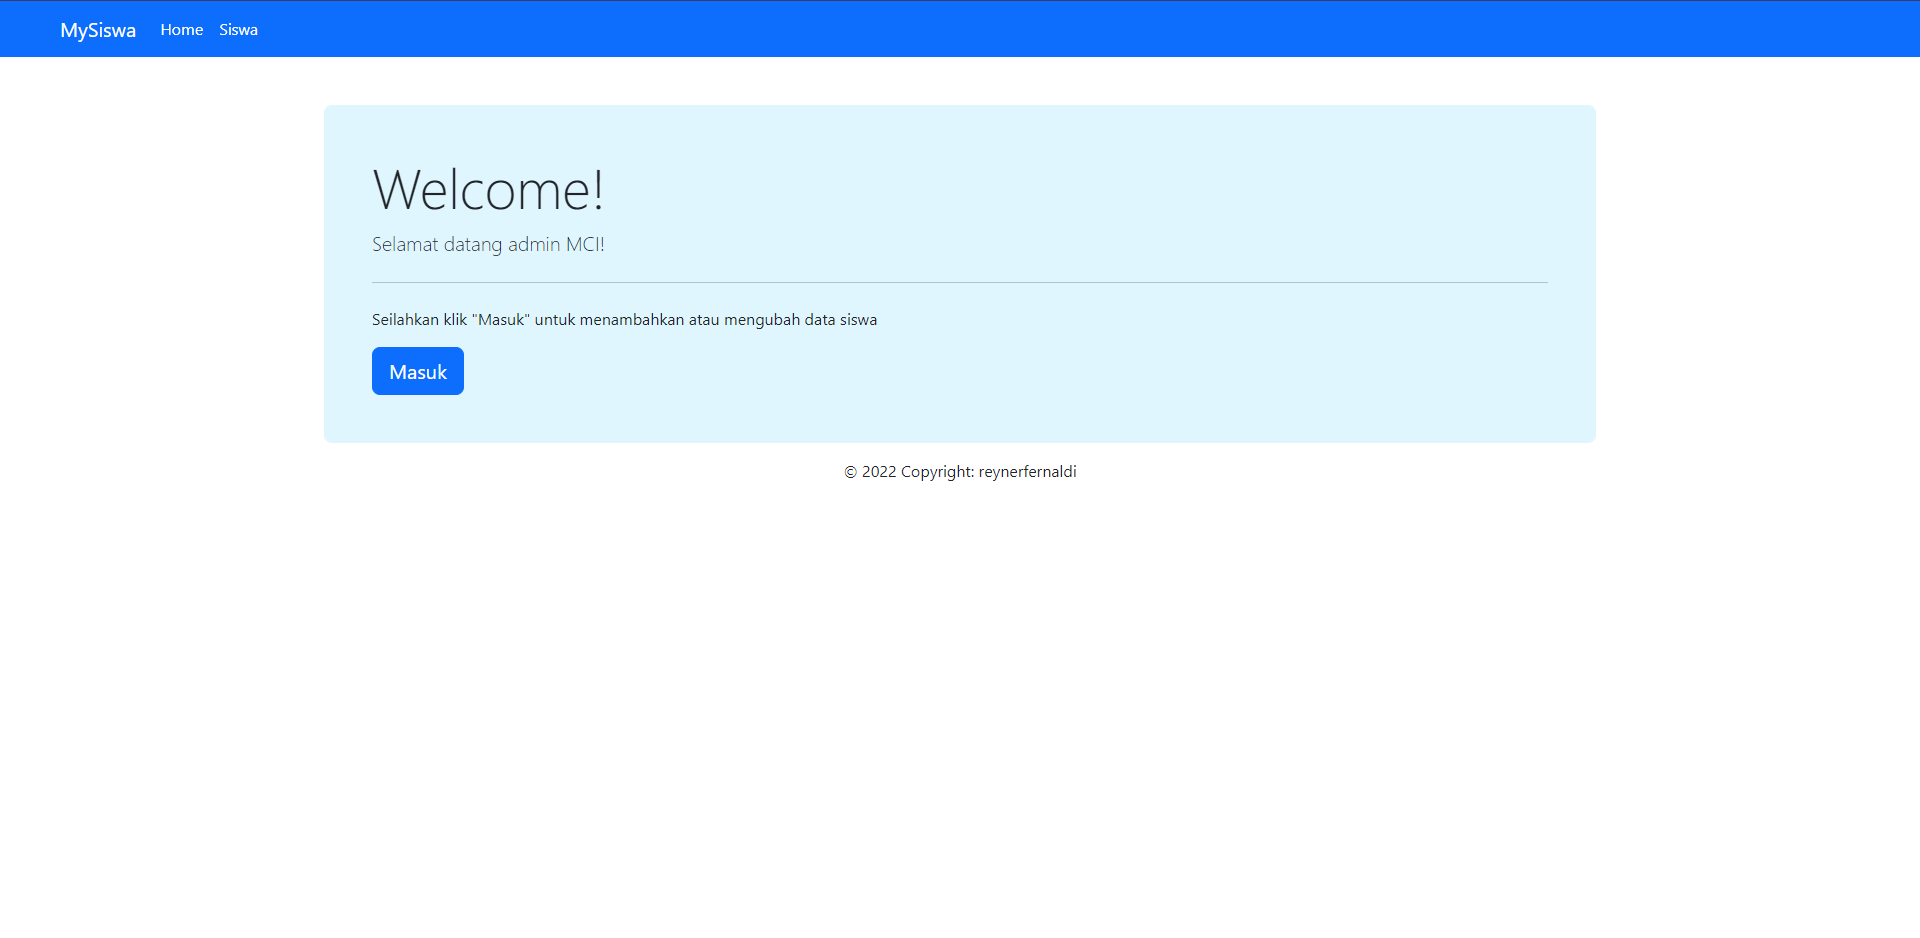 MySiswa Home Siswa
Welcome!
Selamat datang admin MCI!
Seilahkan klik "Masuk" untuk menambahkan atau mengubah data siswa
Masuk
© 2022 Copyright: reynerfernaldi